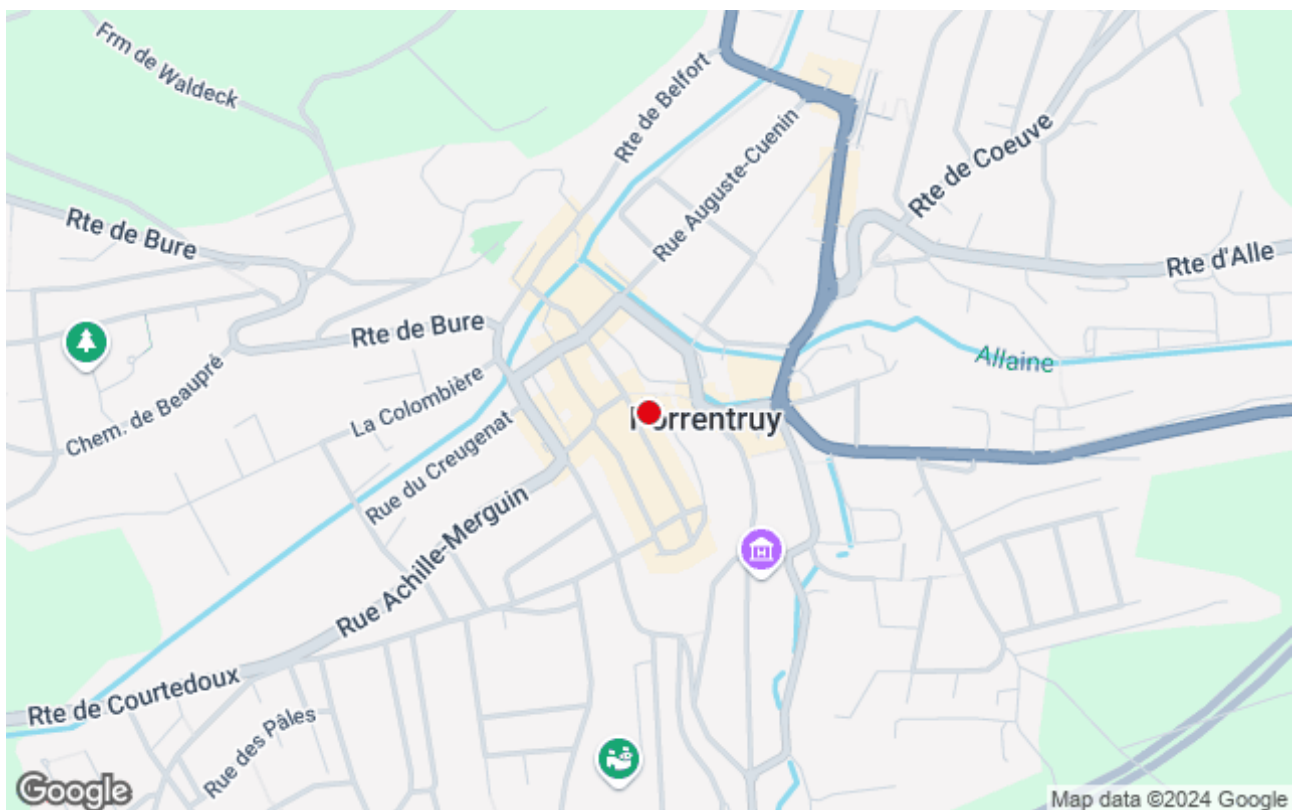 Frm de Waldeck
Rte de Belfort
Rue Auguste-Cuenin
Rte de Coeuve
Rte de Bure
Rte d'Alle
Rte de Bure
Allaine
Chem. de Beaupré
La Colombière
Porrentruy
Rue du Creugenat
Rue Achille-Merguin
Rte de Courtedoux
Rue des Pâles
Google
Map data ©2024 Google